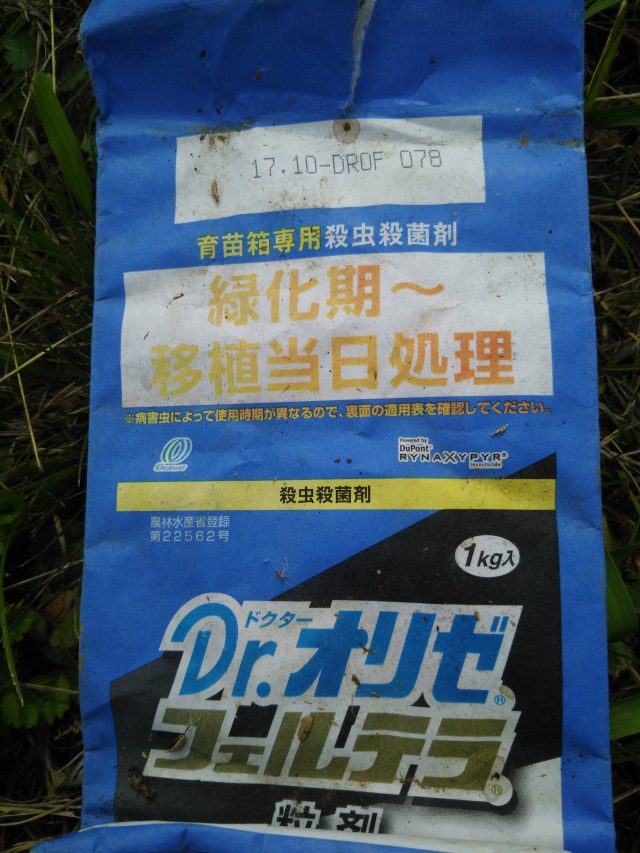 17.10-DROF 078
育苗箱専用殺虫殺菌剤
緑化期～
移植当日処理
※病害虫によって使用時期が異なるので、裏面の適用表を確認してください。
Powered by
DuPont
RYNAXYPYR®
insecticide
殺虫殺菌剤
農林水産省登録
第22562号
1kg入
ドクター
Dr.オリゼ®
フェルテラ®
粒剤